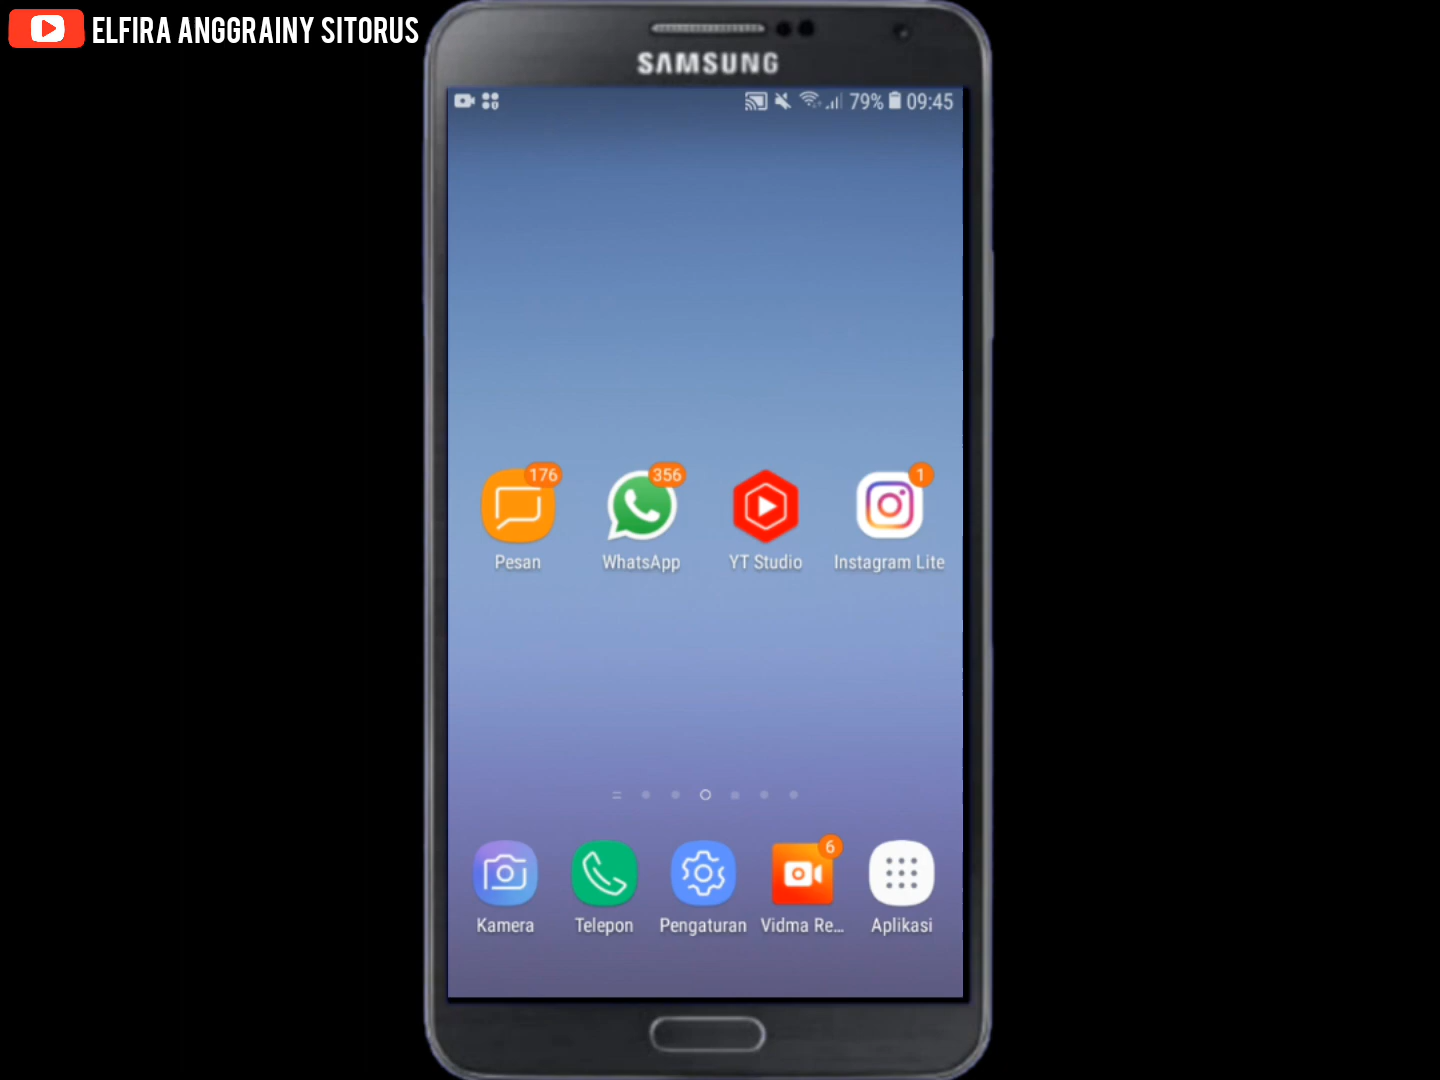 ELFIRA ANGGRAINY SITORUS
SAMSUNG
79% 09:45
176 356 1
Pesan WhatsApp YT Studio Instagram Lite
6
Kamera Telepon Pengaturan Vidma Re... Aplikasi